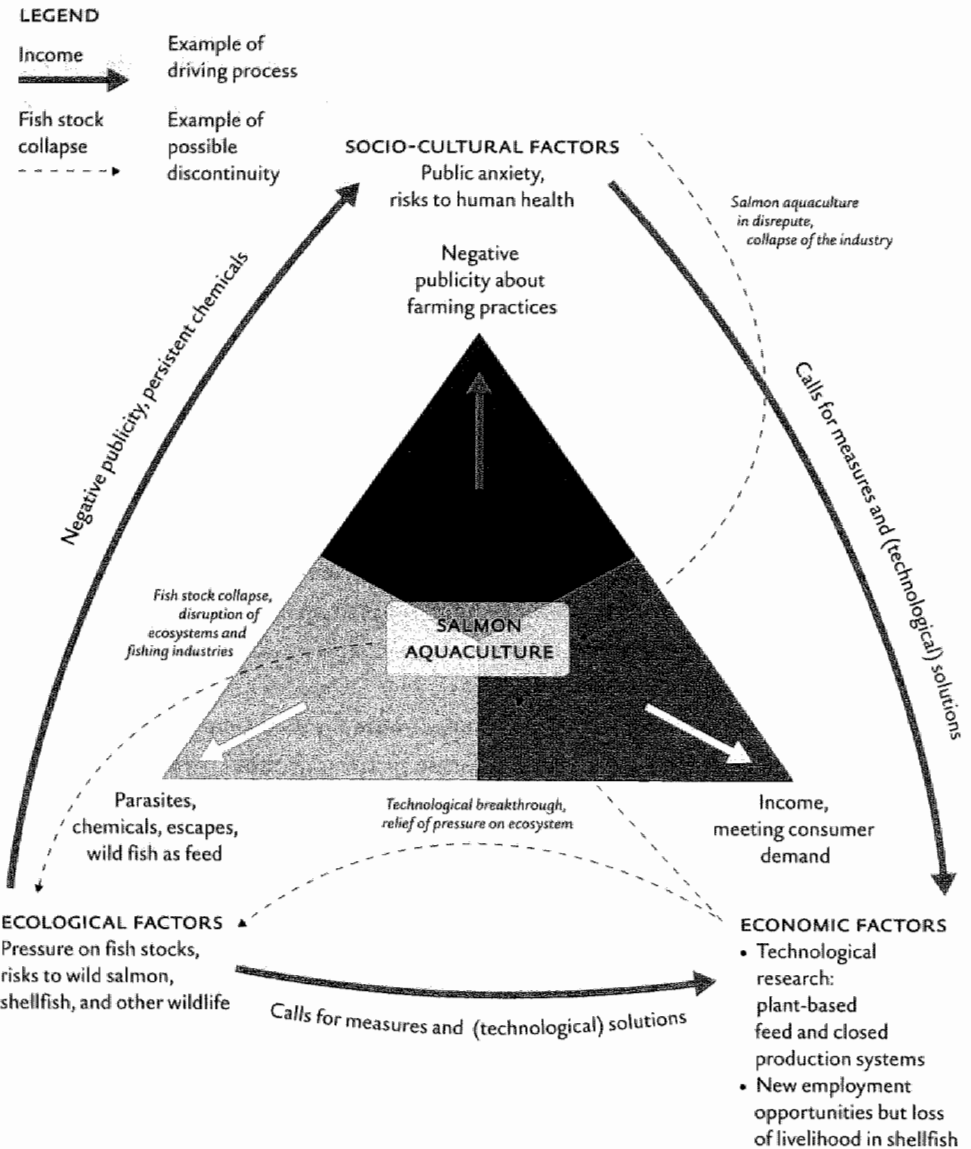 LEGEND
Income
Example of
driving process
Fish stock
collapse
Example of
possible
discontinuity
SOCIO-CULTURAL FACTORS
Public anxiety,
risks to human health
Salmon aquaculture
in disrepute,
collapse of the industry
Negative
publicity about
farming practices
Negative publicity, persistent chemicals
Calls for measures and (technological) solutions
Fish stock collapse,
disruption of
ecosystems and
fishing industries
SALMON
AQUACULTURE
Parasites,
chemicals, escapes,
wild fish as feed
Technological breakthrough,
relief of pressure on ecosystem
Income,
meeting consumer
demand
ECOLOGICAL FACTORS
Pressure on fish stocks,
risks to wild salmon,
shellfish, and other wildlife
Calls for measures and (technological) solutions
ECONOMIC FACTORS
• Technological
research:
plant-based
feed and closed
production systems
• New employment
opportunities but loss
of livelihood in shellfish